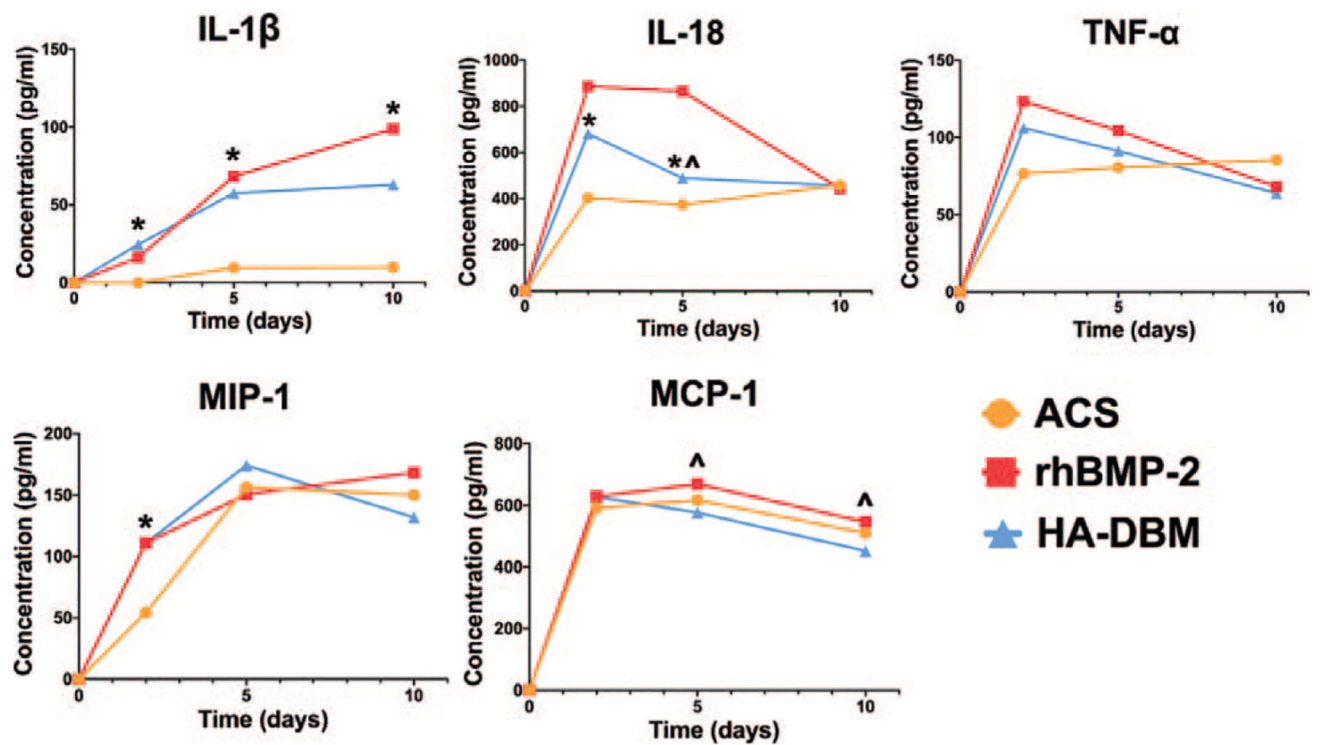 IL-1β
Concentration (pg/ml)
150
100
50
0
*
*
*
0 5 10
Time (days)
IL-18
Concentration (pg/ml)
1000
800
600
400
200
0
*
*^
0 5 10
Time (days)
TNF-α
Concentration (pg/ml)
150
100
50
0
0 5 10
Time (days)
MIP-1
Concentration (pg/ml)
200
150
100
50
0
*
0 5 10
Time (days)
MCP-1
Concentration (pg/ml)
800
600
400
200
0
^
^
0 5 10
Time (days)
ACS
rhBMP-2
HA-DBM